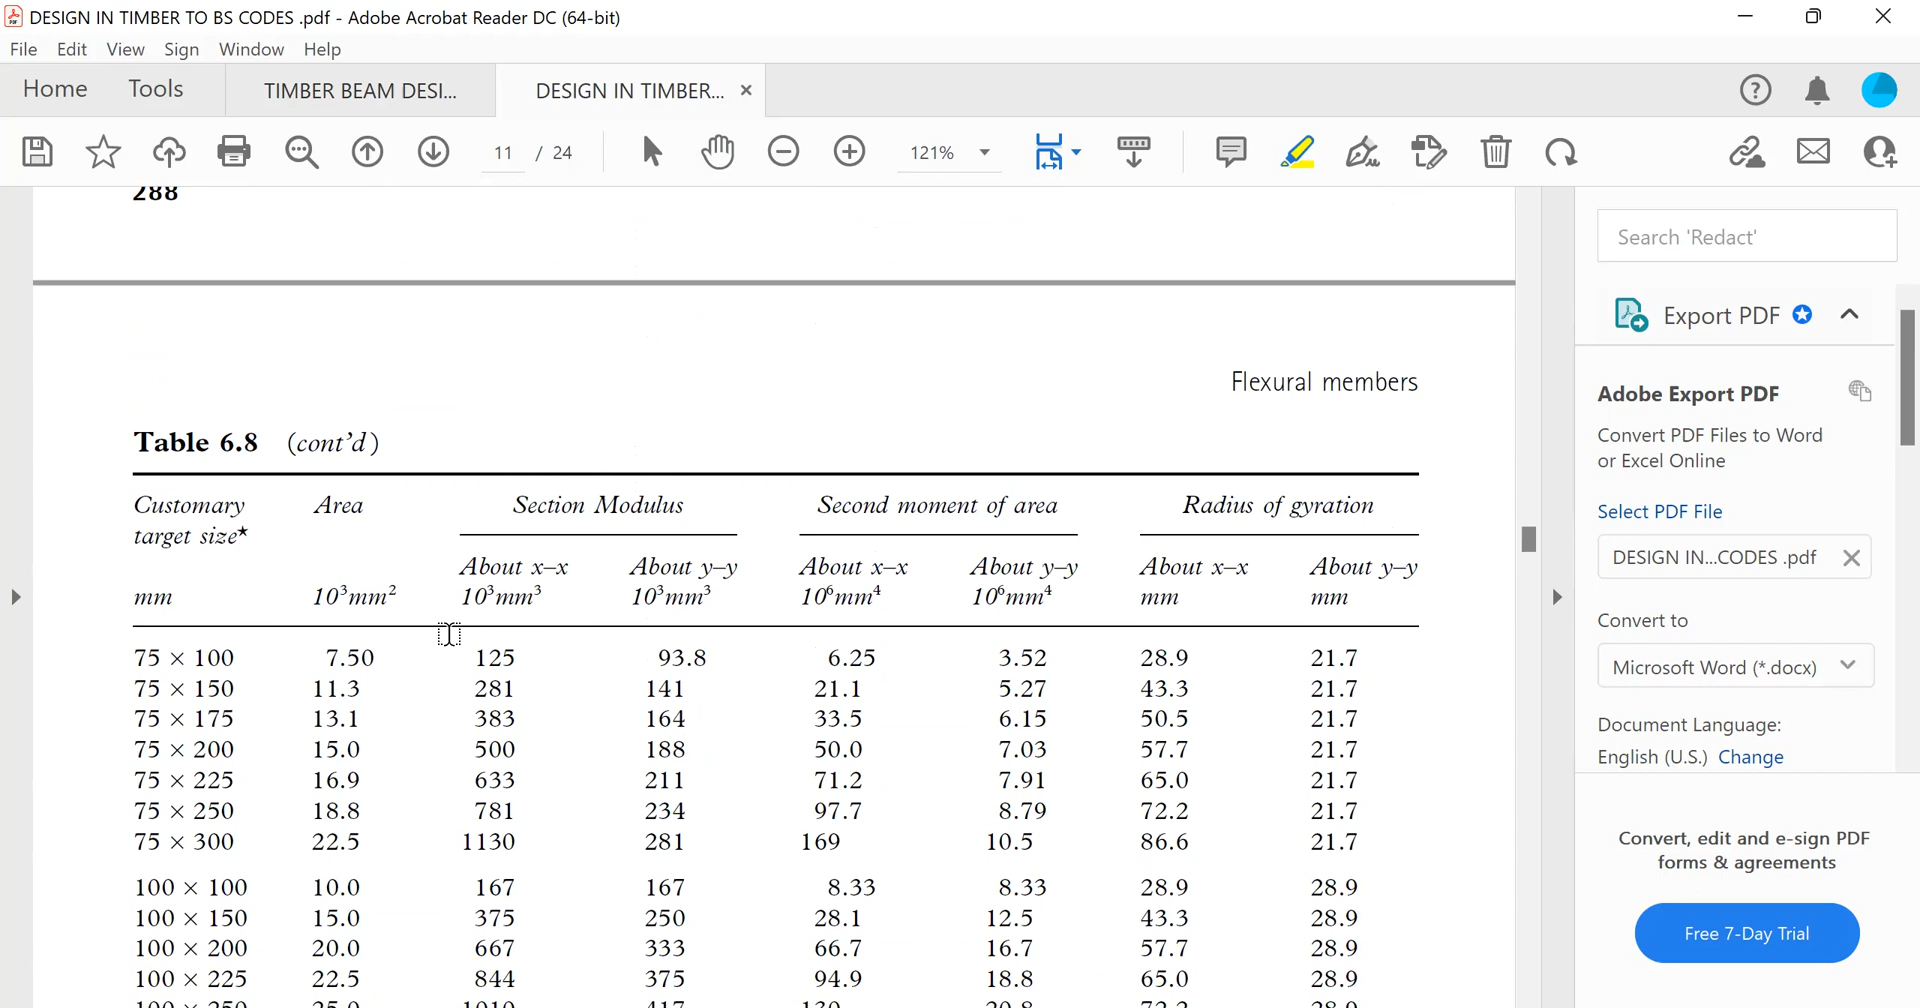 DESIGN IN TIMBER TO BS CODES .pdf - Adobe Acrobat Reader DC (64-bit)
File Edit View Sign Window Help
Home Tools TIMBER BEAM DESI... DESIGN IN TIMBER...
11 / 24 121%
288
Flexural members
Table 6.8 (cont'd)
Customary Area Section Modulus Second moment of area Radius of gyration
target size*
About x–x About y–y About x–x About y–y About x–x About y–y
mm 10³mm² 10³mm³ 10³mm³ 10⁶mm⁴ 10⁶mm⁴ mm mm
75 × 100 7.50 125 93.8 6.25 3.52 28.9 21.7
75 × 150 11.3 281 141 21.1 5.27 43.3 21.7
75 × 175 13.1 383 164 33.5 6.15 50.5 21.7
75 × 200 15.0 500 188 50.0 7.03 57.7 21.7
75 × 225 16.9 633 211 71.2 7.91 65.0 21.7
75 × 250 18.8 781 234 97.7 8.79 72.2 21.7
75 × 300 22.5 1130 281 169 10.5 86.6 21.7
100 × 100 10.0 167 167 8.33 8.33 28.9 28.9
100 × 150 15.0 375 250 28.1 12.5 43.3 28.9
100 × 200 20.0 667 333 66.7 16.7 57.7 28.9
100 × 225 22.5 844 375 94.9 18.8 65.0 28.9
Search 'Redact'
Export PDF
Adobe Export PDF
Convert PDF Files to Word
or Excel Online
Select PDF File
DESIGN IN...CODES .pdf
Convert to
Microsoft Word (*.docx)
Document Language:
English (U.S.) Change
Convert, edit and e-sign PDF
forms & agreements
Free 7-Day Trial